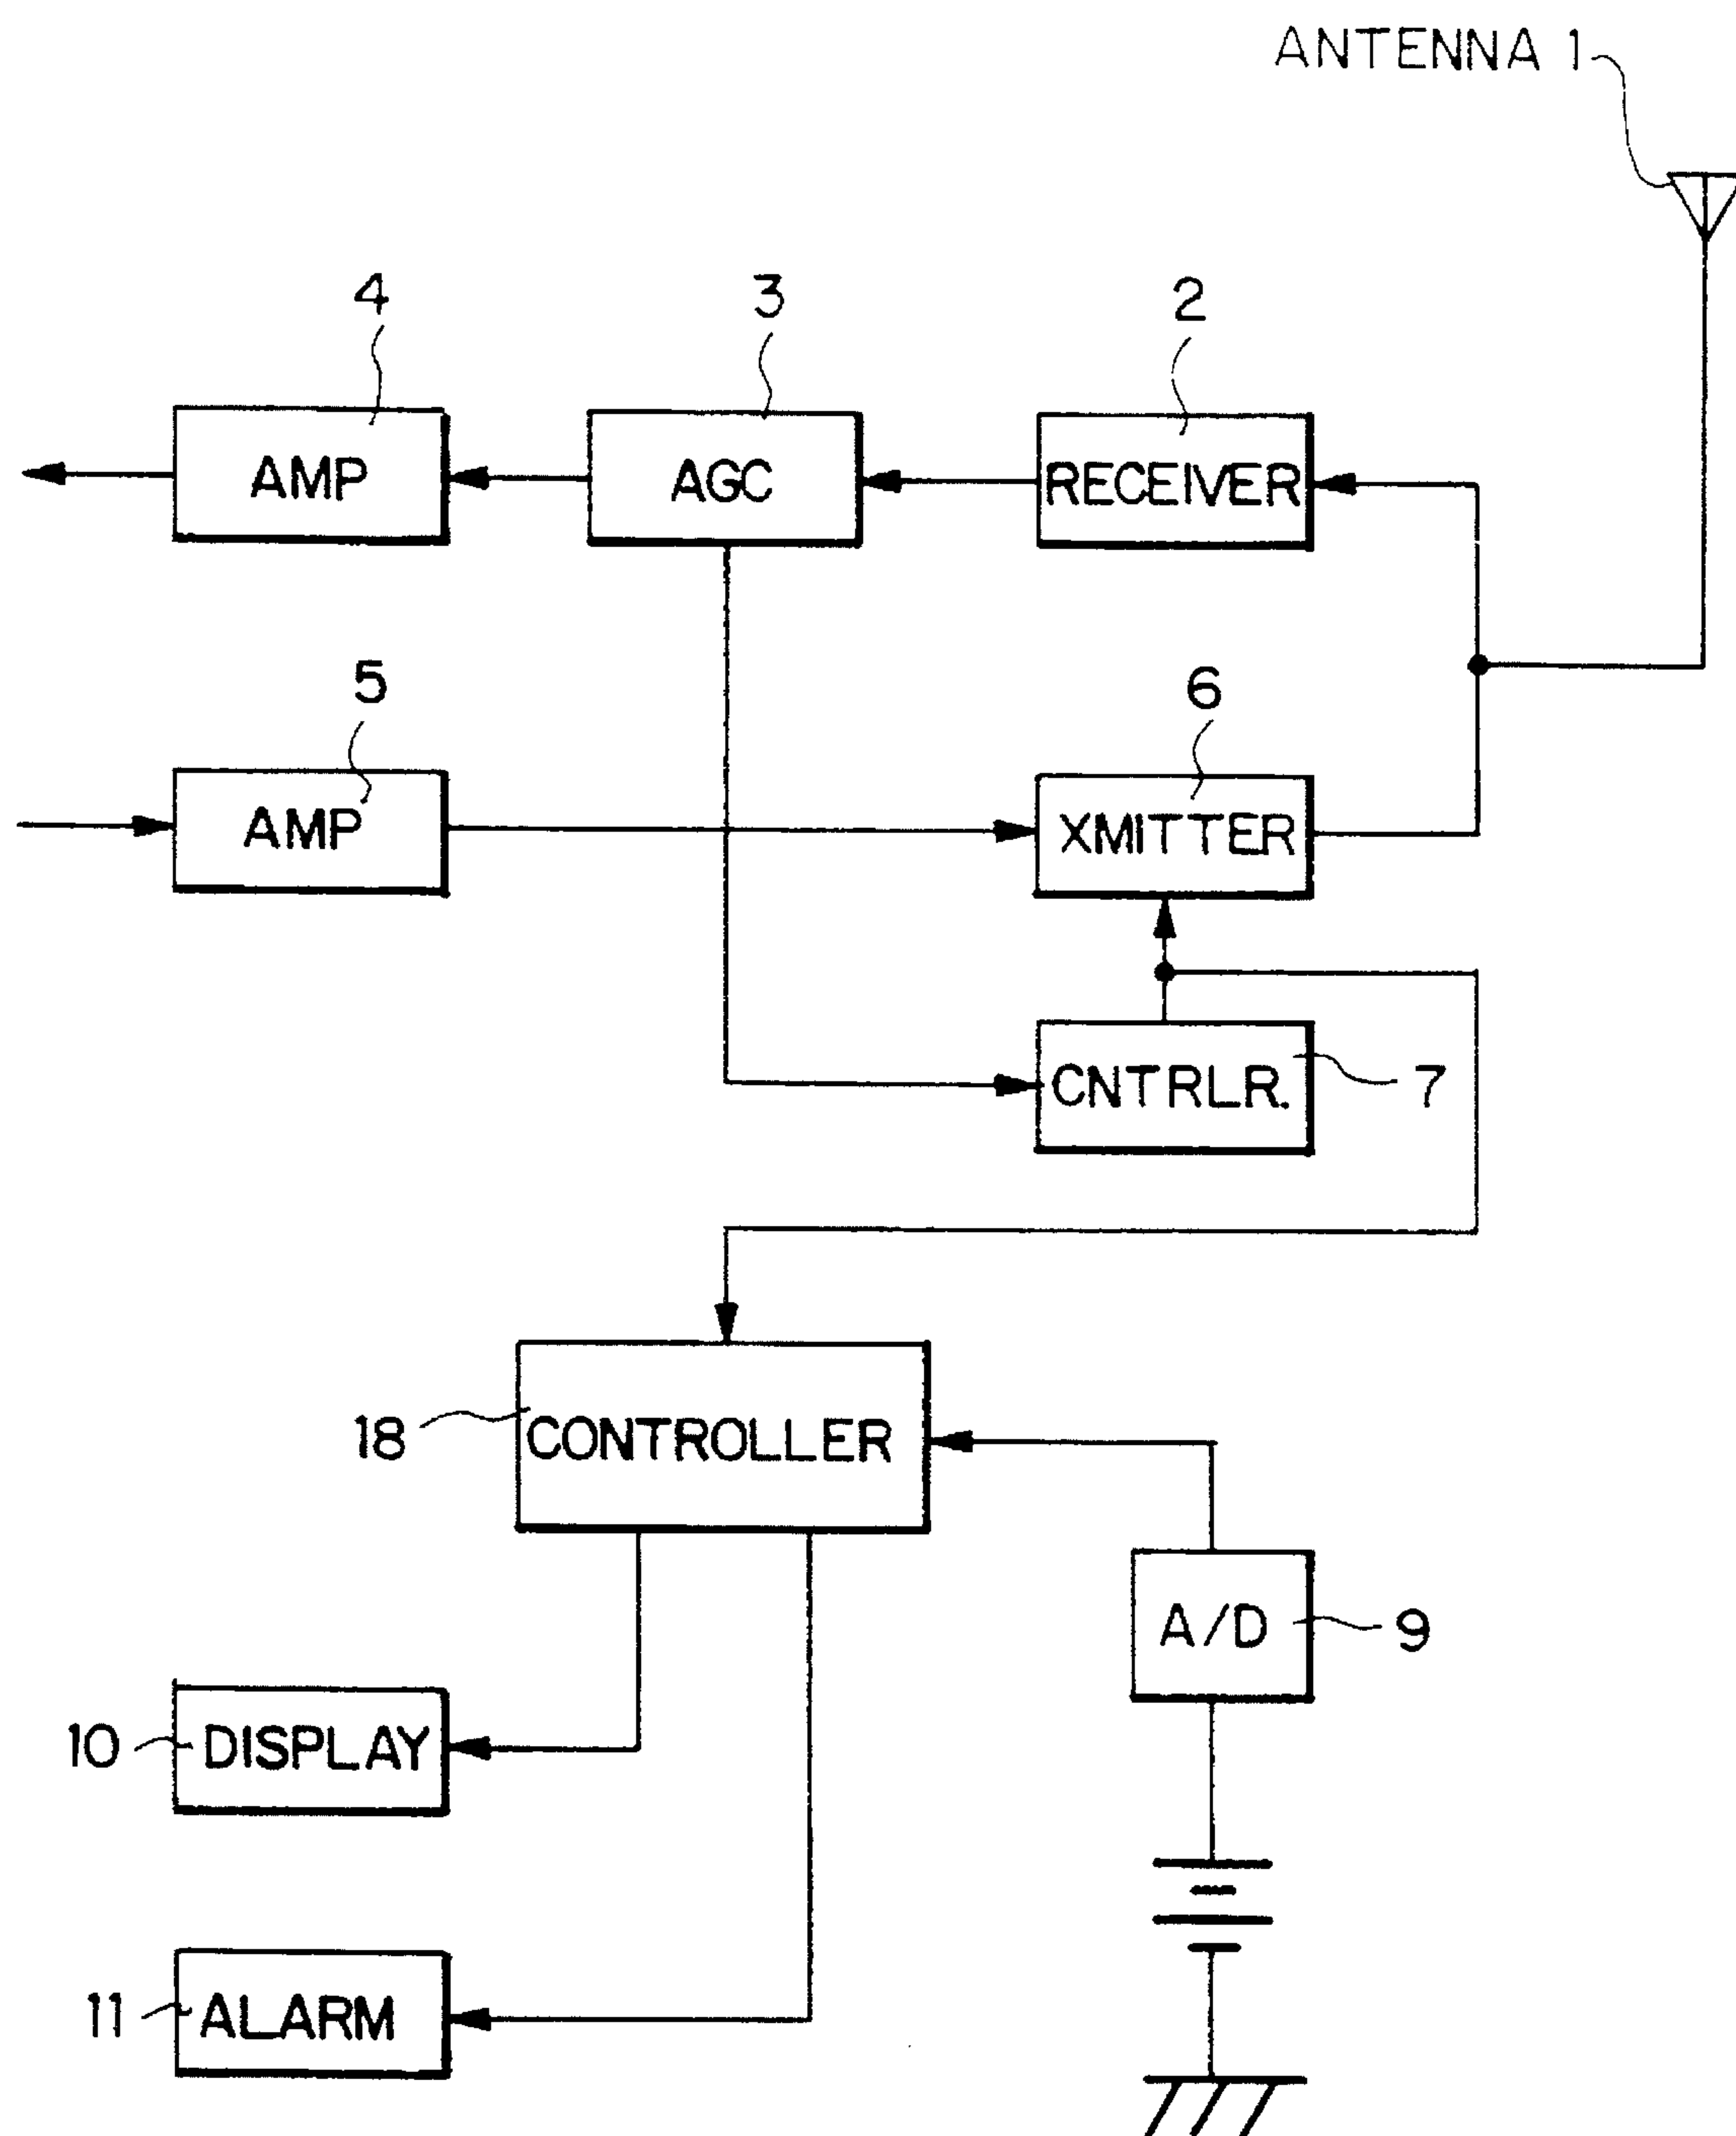 ANTENNA 1
4
3
2
AMP
AGC
RECEIVER
5
6
AMP
XMITTER
CNTRLR.
7
18
CONTROLLER
A/D
9
10
DISPLAY
11
ALARM